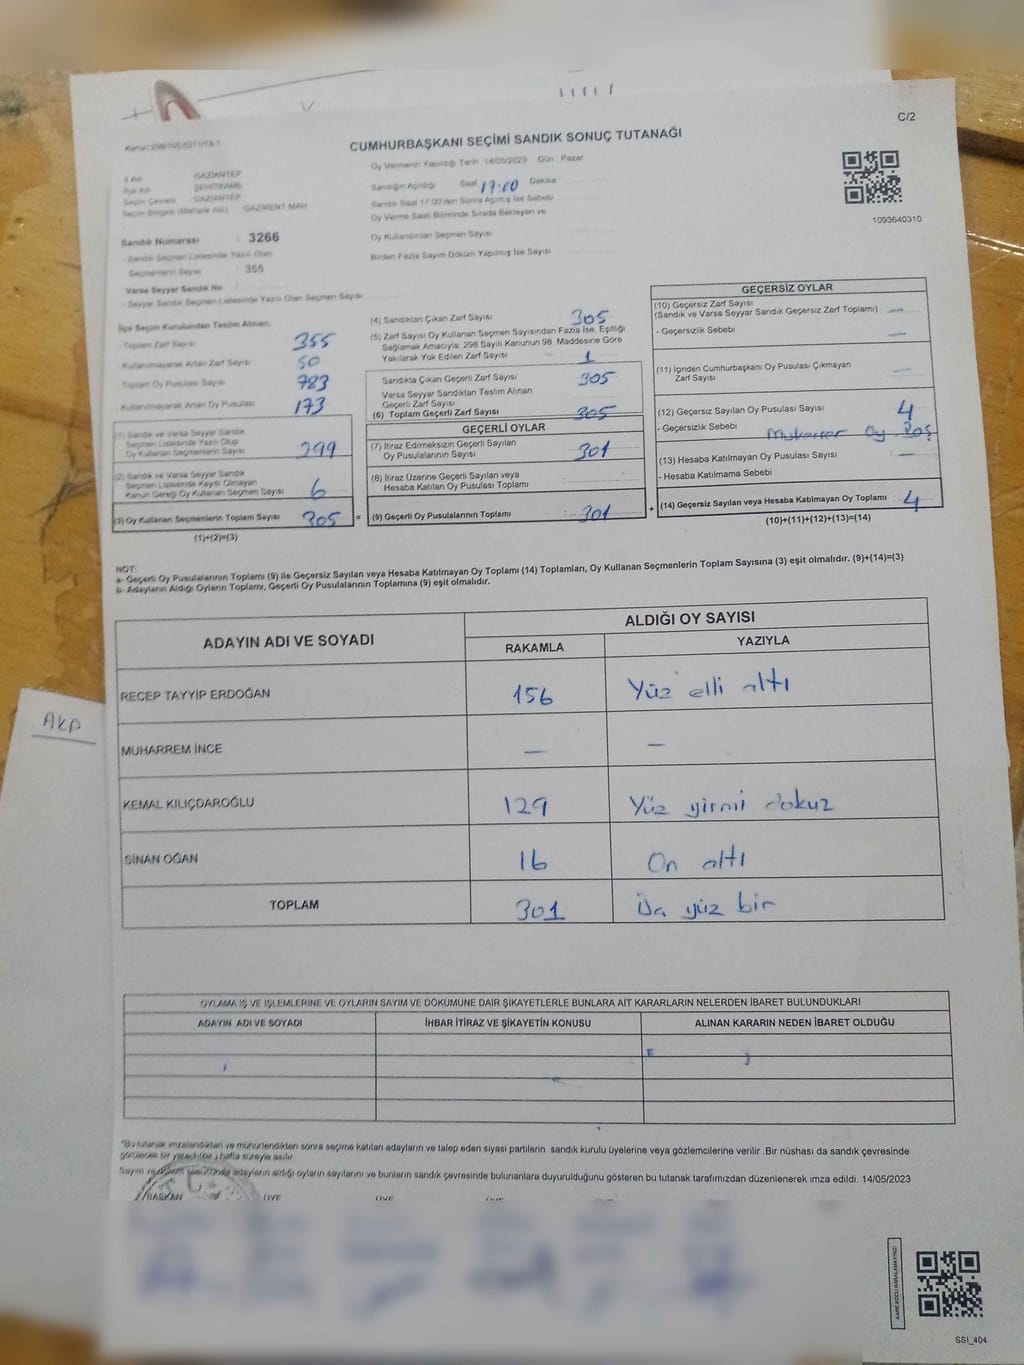 C/2
Kanun:298/105,6271/18-1
CUMHURBAŞKANI SEÇİMİ SANDIK SONUÇ TUTANAĞI
Oy Vermenin Yapıldığı Tarih 14/05/2023 Gün : Pazar
İl Adı : GAZİANTEP
İlçe Adı : ŞEHİTKAMİL
Seçim Çevresi : GAZİANTEP
Seçim Bölgesi (Mahalle Adı) : GAZİKENT MAH
Sandık Numarası : 3266
- Sandık Seçmen Listesinde Yazılı Olan
Seçmenlerin Sayısı : 355
Varsa Seyyar Sandık No
- Seyyar Sandık Seçmen Listesinde Yazılı Olan Seçmen Sayısı
Sandığın Açıldığı Saat 17:00 Dakika
Sandık Saat 17:00'den Sonra Açılmış İse Sebebi
Oy Verme Saati Bitiminde Sırada Bekleyen ve
Oy Kullandırılan Seçmen Sayısı
Birden Fazla Sayım Döküm Yapılmış İse Sayısı
1093640310
İlçe Seçim Kurulundan Teslim Alınan;
- Toplam Zarf Sayısı 355
- Kullanılmayarak Artan Zarf Sayısı 50
- Toplam Oy Pusulası Sayısı 783
- Kullanılmayarak Artan Oy Pusulası 173
(1) Sandık ve Varsa Seyyar Sandık
Seçmen Listesinde Yazılı Olup
Oy Kullanan Seçmenlerin Sayısı 299
(2) Sandık ve Varsa Seyyar Sandık
Seçmen Listesinde Kayıtlı Olmayan
Kanun Gereği Oy Kullanan Seçmen Sayısı 6
(3) Oy Kullanan Seçmenlerin Toplam Sayısı 305
(1)+(2)=(3)
(4) Sandıktan Çıkan Zarf Sayısı 305
(5) Zarf Sayısı Oy Kullanan Seçmen Sayısından Fazla İse, Eşitliği
Sağlamak Amacıyla, 298 Sayılı Kanunun 98. Maddesine Göre
Yakılarak Yok Edilen Zarf Sayısı 1
Sandıkta Çıkan Geçerli Zarf Sayısı 305
Varsa Seyyar Sandıktan Teslim Alınan
Geçerli Zarf Sayısı
(6) Toplam Geçerli Zarf Sayısı 305
GEÇERLİ OYLAR
(7) İtiraz Edilmeksizin Geçerli Sayılan
Oy Pusulalarının Sayısı : 301
(8) İtiraz Üzerine Geçerli Sayılan veya
Hesaba Katılan Oy Pusulası Toplamı :
= (9) Geçerli Oy Pusulalarının Toplamı : 301
GEÇERSİZ OYLAR
(10) Geçersiz Zarf Sayısı
(Sandık ve Varsa Seyyar Sandık Geçersiz Zarf Toplamı) —
- Geçersizlik Sebebi —
(11) İçinden Cumhurbaşkanı Oy Pusulası Çıkmayan
Zarf Sayısı —
(12) Geçersiz Sayılan Oy Pusulası Sayısı 4
- Geçersizlik Sebebi Mükerrer Oy Boş
(13) Hesaba Katılmayan Oy Pusulası Sayısı —
- Hesaba Katılmama Sebebi :
+ (14) Geçersiz Sayılan veya Hesaba Katılmayan Oy Toplamı : 4
(10)+(11)+(12)+(13)=(14)
NOT:
a- Geçerli Oy Pusulalarının Toplamı (9) ile Geçersiz Sayılan veya Hesaba Katılmayan Oy Toplamı (14) Toplamları, Oy Kullanan Seçmenlerin Toplam Sayısına (3) eşit olmalıdır. (9)+(14)=(3)
b- Adayların Aldığı Oyların Toplamı, Geçerli Oy Pusulalarının Toplamına (9) eşit olmalıdır.
ADAYIN ADI VE SOYADI
ALDIĞI OY SAYISI
RAKAMLA YAZIYLA
RECEP TAYYİP ERDOĞAN 156 Yüz elli altı
MUHARREM İNCE — —
KEMAL KILIÇDAROĞLU 129 Yüz yirmi dokuz
SİNAN OĞAN 16 On altı
TOPLAM 301 Üç yüz bir
AKP
OYLAMA İŞ VE İŞLEMLERİNE VE OYLARIN SAYIM VE DÖKÜMÜNE DAİR ŞİKAYETLERLE BUNLARA AİT KARARLARIN NELERDEN İBARET BULUNDUKLARI
ADAYIN ADI VE SOYADI İHBAR İTİRAZ VE ŞİKAYETİN KONUSU ALINAN KARARIN NEDEN İBARET OLDUĞU
*Bu tutanak imzalandıktan ve mühürlendikten sonra seçime katılan adayların ve talep eden siyasi partilerin sandık kurulu üyelerine veya gözlemcilerine verilir .Bir nüshası da sandık çevresinde
görülecek bir yere (bir) hafta süreyle asılır.
Sayım ve döküm sonucunda adayların aldığı oyların sayılarını ve bunların sandık çevresinde bulunanlara duyurulduğunu gösteren bu tutanak tarafımızdan düzenlenerek imza edildi. 14/05/2023
BAŞKAN ÜYE ÜYE ÜYE ÜYE ÜYE
SSI_404